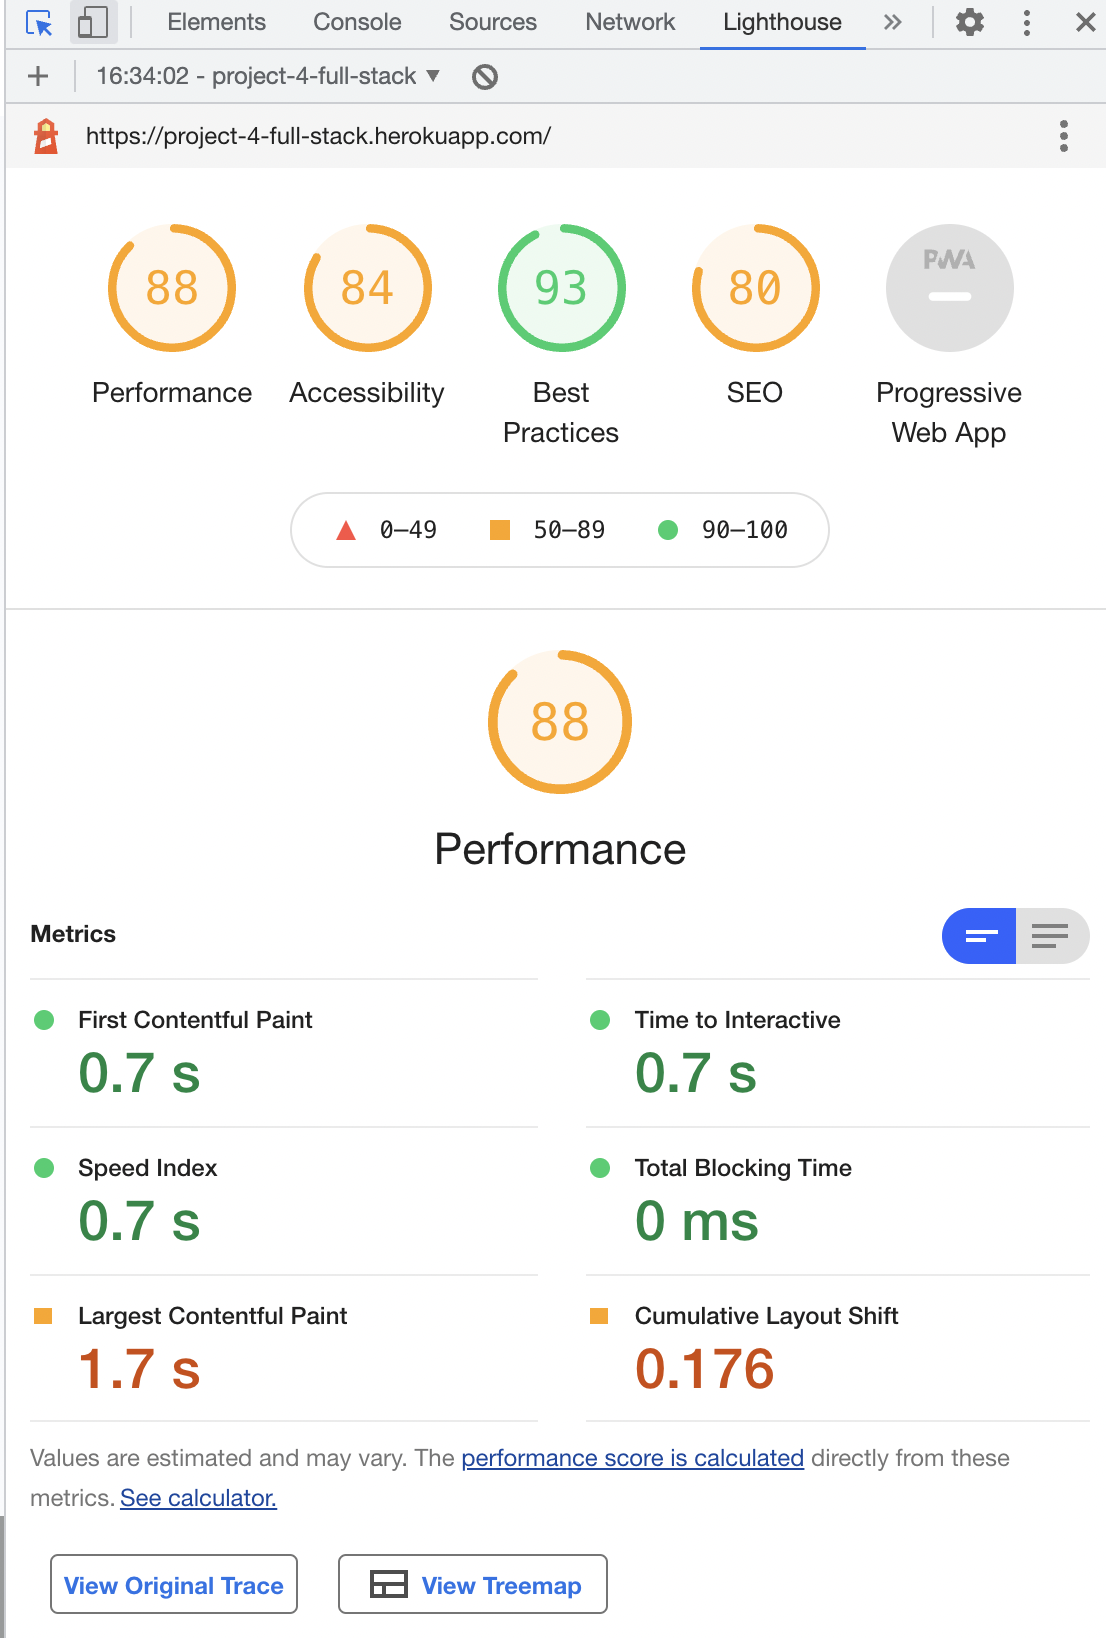 Elements Console Sources Network Lighthouse
16:34:02 - project-4-full-stack
https://project-4-full-stack.herokuapp.com/
88 84 93 80 PWA
Performance Accessibility Best Practices SEO Progressive Web App
0–49 50–89 90–100
88
Performance
Metrics
First Contentful Paint
0.7 s
Time to Interactive
0.7 s
Speed Index
0.7 s
Total Blocking Time
0 ms
Largest Contentful Paint
1.7 s
Cumulative Layout Shift
0.176
Values are estimated and may vary. The performance score is calculated directly from these
metrics. See calculator.
View Original Trace View Treemap